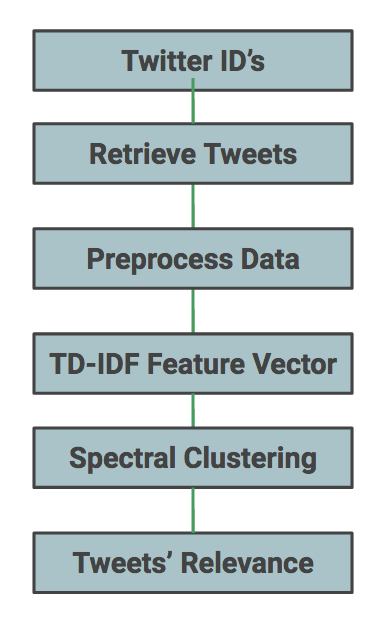 Twitter ID’s
Retrieve Tweets
Preprocess Data
TD-IDF Feature Vector
Spectral Clustering
Tweets’ Relevance